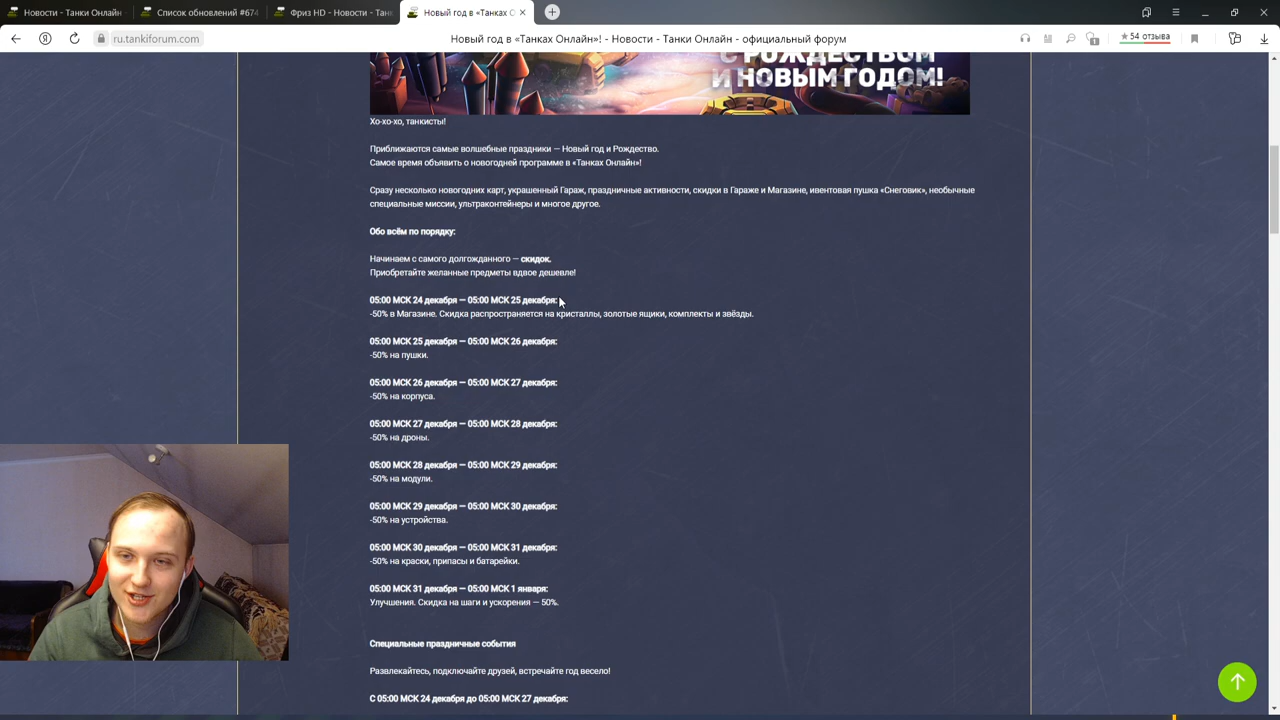 Новости - Танки Онлайн
Список обновлений #674
Фриз HD - Новости - Тан
Новый год в «Танках О
ru.tankiforum.com
Новый год в «Танках Онлайн»! - Новости - Танки Онлайн - официальный форум
★ 54 отзыва
С РОЖДЕСТВОМ
И НОВЫМ ГОДОМ!
Хо-хо-хо, танкисты!
Приближаются самые волшебные праздники — Новый год и Рождество.
Самое время объявить о новогодней программе в «Танках Онлайн»!
Сразу несколько новогодних карт, украшенный Гараж, праздничные активности, скидки в Гараже и Магазине, ивентовая пушка «Снеговик», необычные
специальные миссии, ультраконтейнеры и многое другое.
Обо всём по порядку:
Начинаем с самого долгожданного — скидок.
Приобретайте желанные предметы вдвое дешевле!
05:00 МСК 24 декабря — 05:00 МСК 25 декабря:
-50% в Магазине. Скидка распространяется на кристаллы, золотые ящики, комплекты и звёзды.
05:00 МСК 25 декабря — 05:00 МСК 26 декабря:
-50% на пушки.
05:00 МСК 26 декабря — 05:00 МСК 27 декабря:
-50% на корпуса.
05:00 МСК 27 декабря — 05:00 МСК 28 декабря:
-50% на дроны.
05:00 МСК 28 декабря — 05:00 МСК 29 декабря:
-50% на модули.
05:00 МСК 29 декабря — 05:00 МСК 30 декабря:
-50% на устройства.
05:00 МСК 30 декабря — 05:00 МСК 31 декабря:
-50% на краски, припасы и батарейки.
05:00 МСК 31 декабря — 05:00 МСК 1 января:
Улучшения. Скидка на шаги и ускорения — 50%.
Специальные праздничные события
Развлекайтесь, подключайте друзей, встречайте год весело!
С 05:00 МСК 24 декабря до 05:00 МСК 27 декабря: